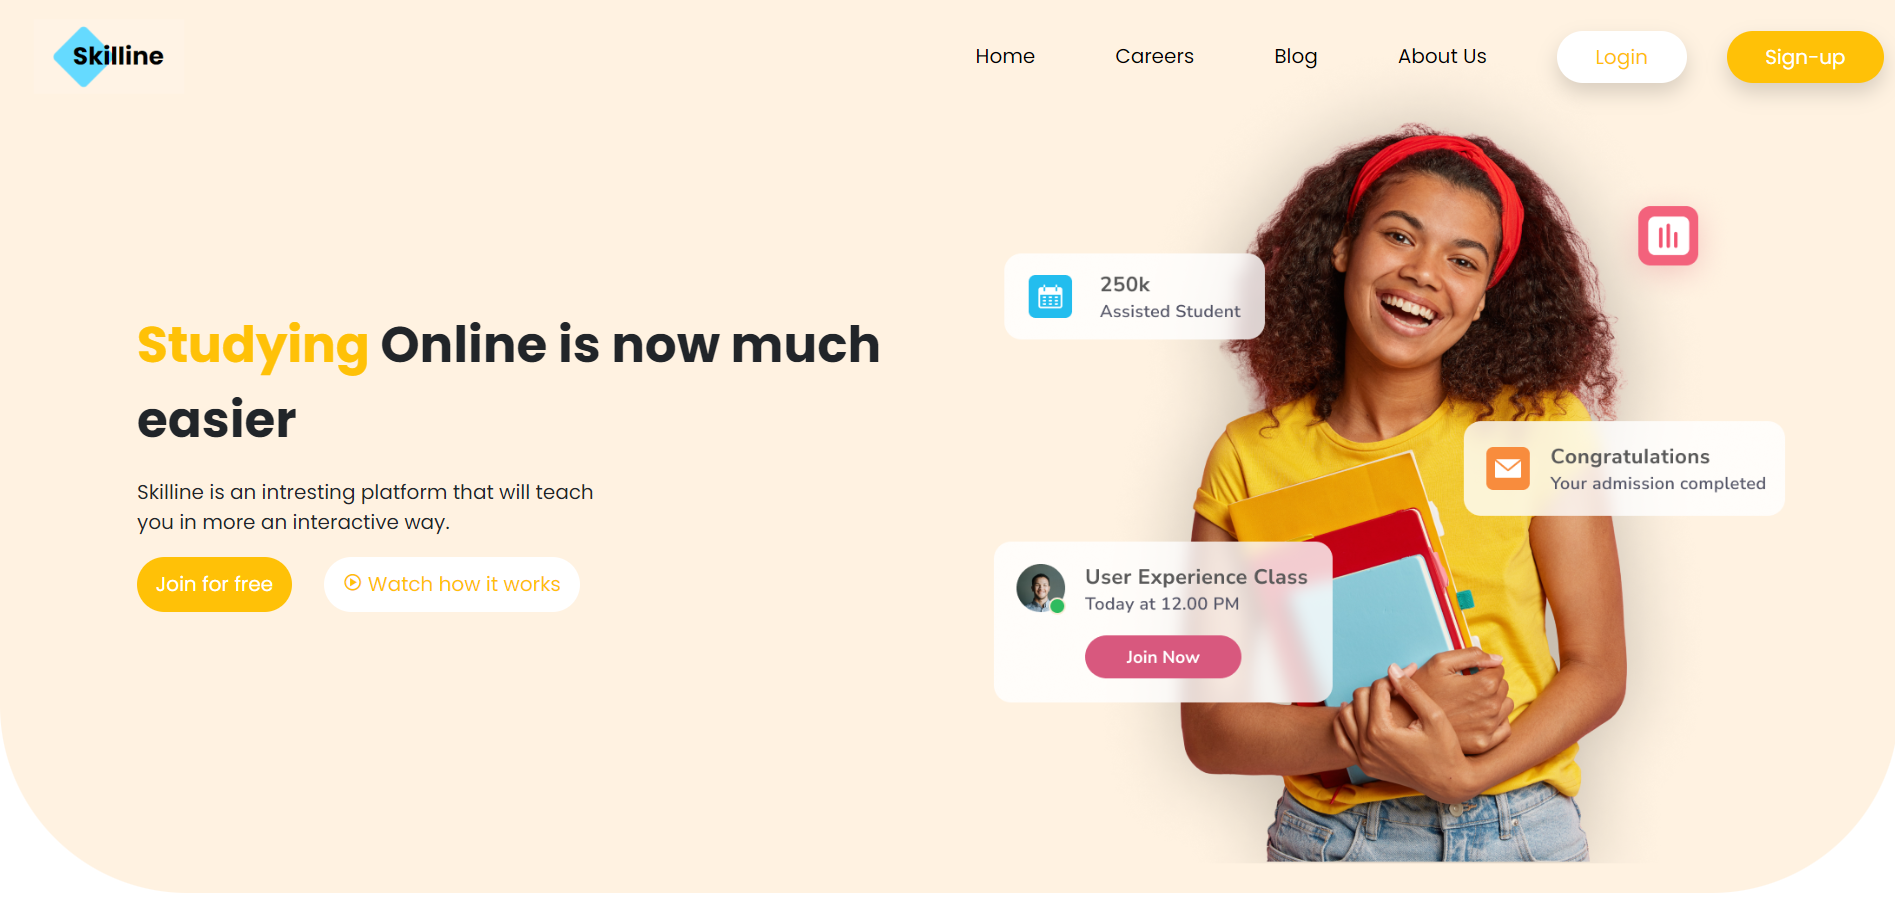 Skilline
Home
Careers
Blog
About Us
Login
Sign-up
Studying Online is now much
easier
Skilline is an intresting platform that will teach
you in more an interactive way.
Join for free
Watch how it works
250k
Assisted Student
Congratulations
Your admission completed
User Experience Class
Today at 12.00 PM
Join Now